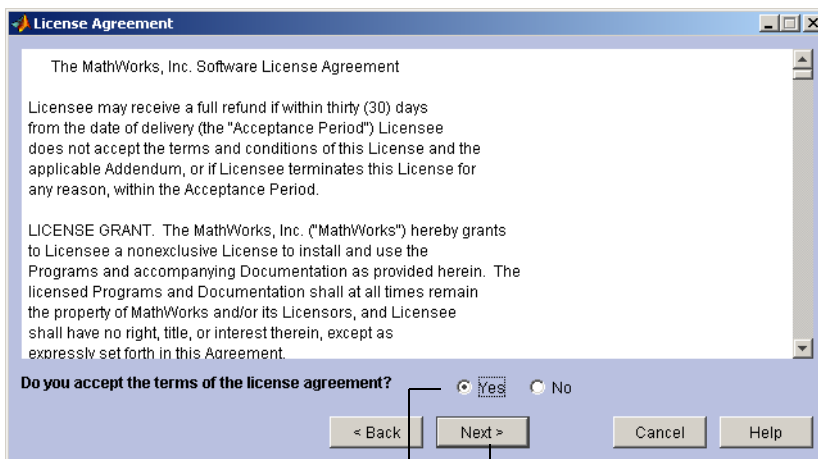 License Agreement
The MathWorks, Inc. Software License Agreement
Licensee may receive a full refund if within thirty (30) days
from the date of delivery (the "Acceptance Period") Licensee
does not accept the terms and conditions of this License and the
applicable Addendum, or if Licensee terminates this License for
any reason, within the Acceptance Period.
LICENSE GRANT. The MathWorks, Inc. ("MathWorks") hereby grants
to Licensee a nonexclusive License to install and use the
Programs and accompanying Documentation as provided herein. The
licensed Programs and Documentation shall at all times remain
the property of MathWorks and/or its Licensors, and Licensee
shall have no right, title, or interest therein, except as
expressly set forth in this Agreement.
Do you accept the terms of the license agreement? Yes No
< Back Next > Cancel Help